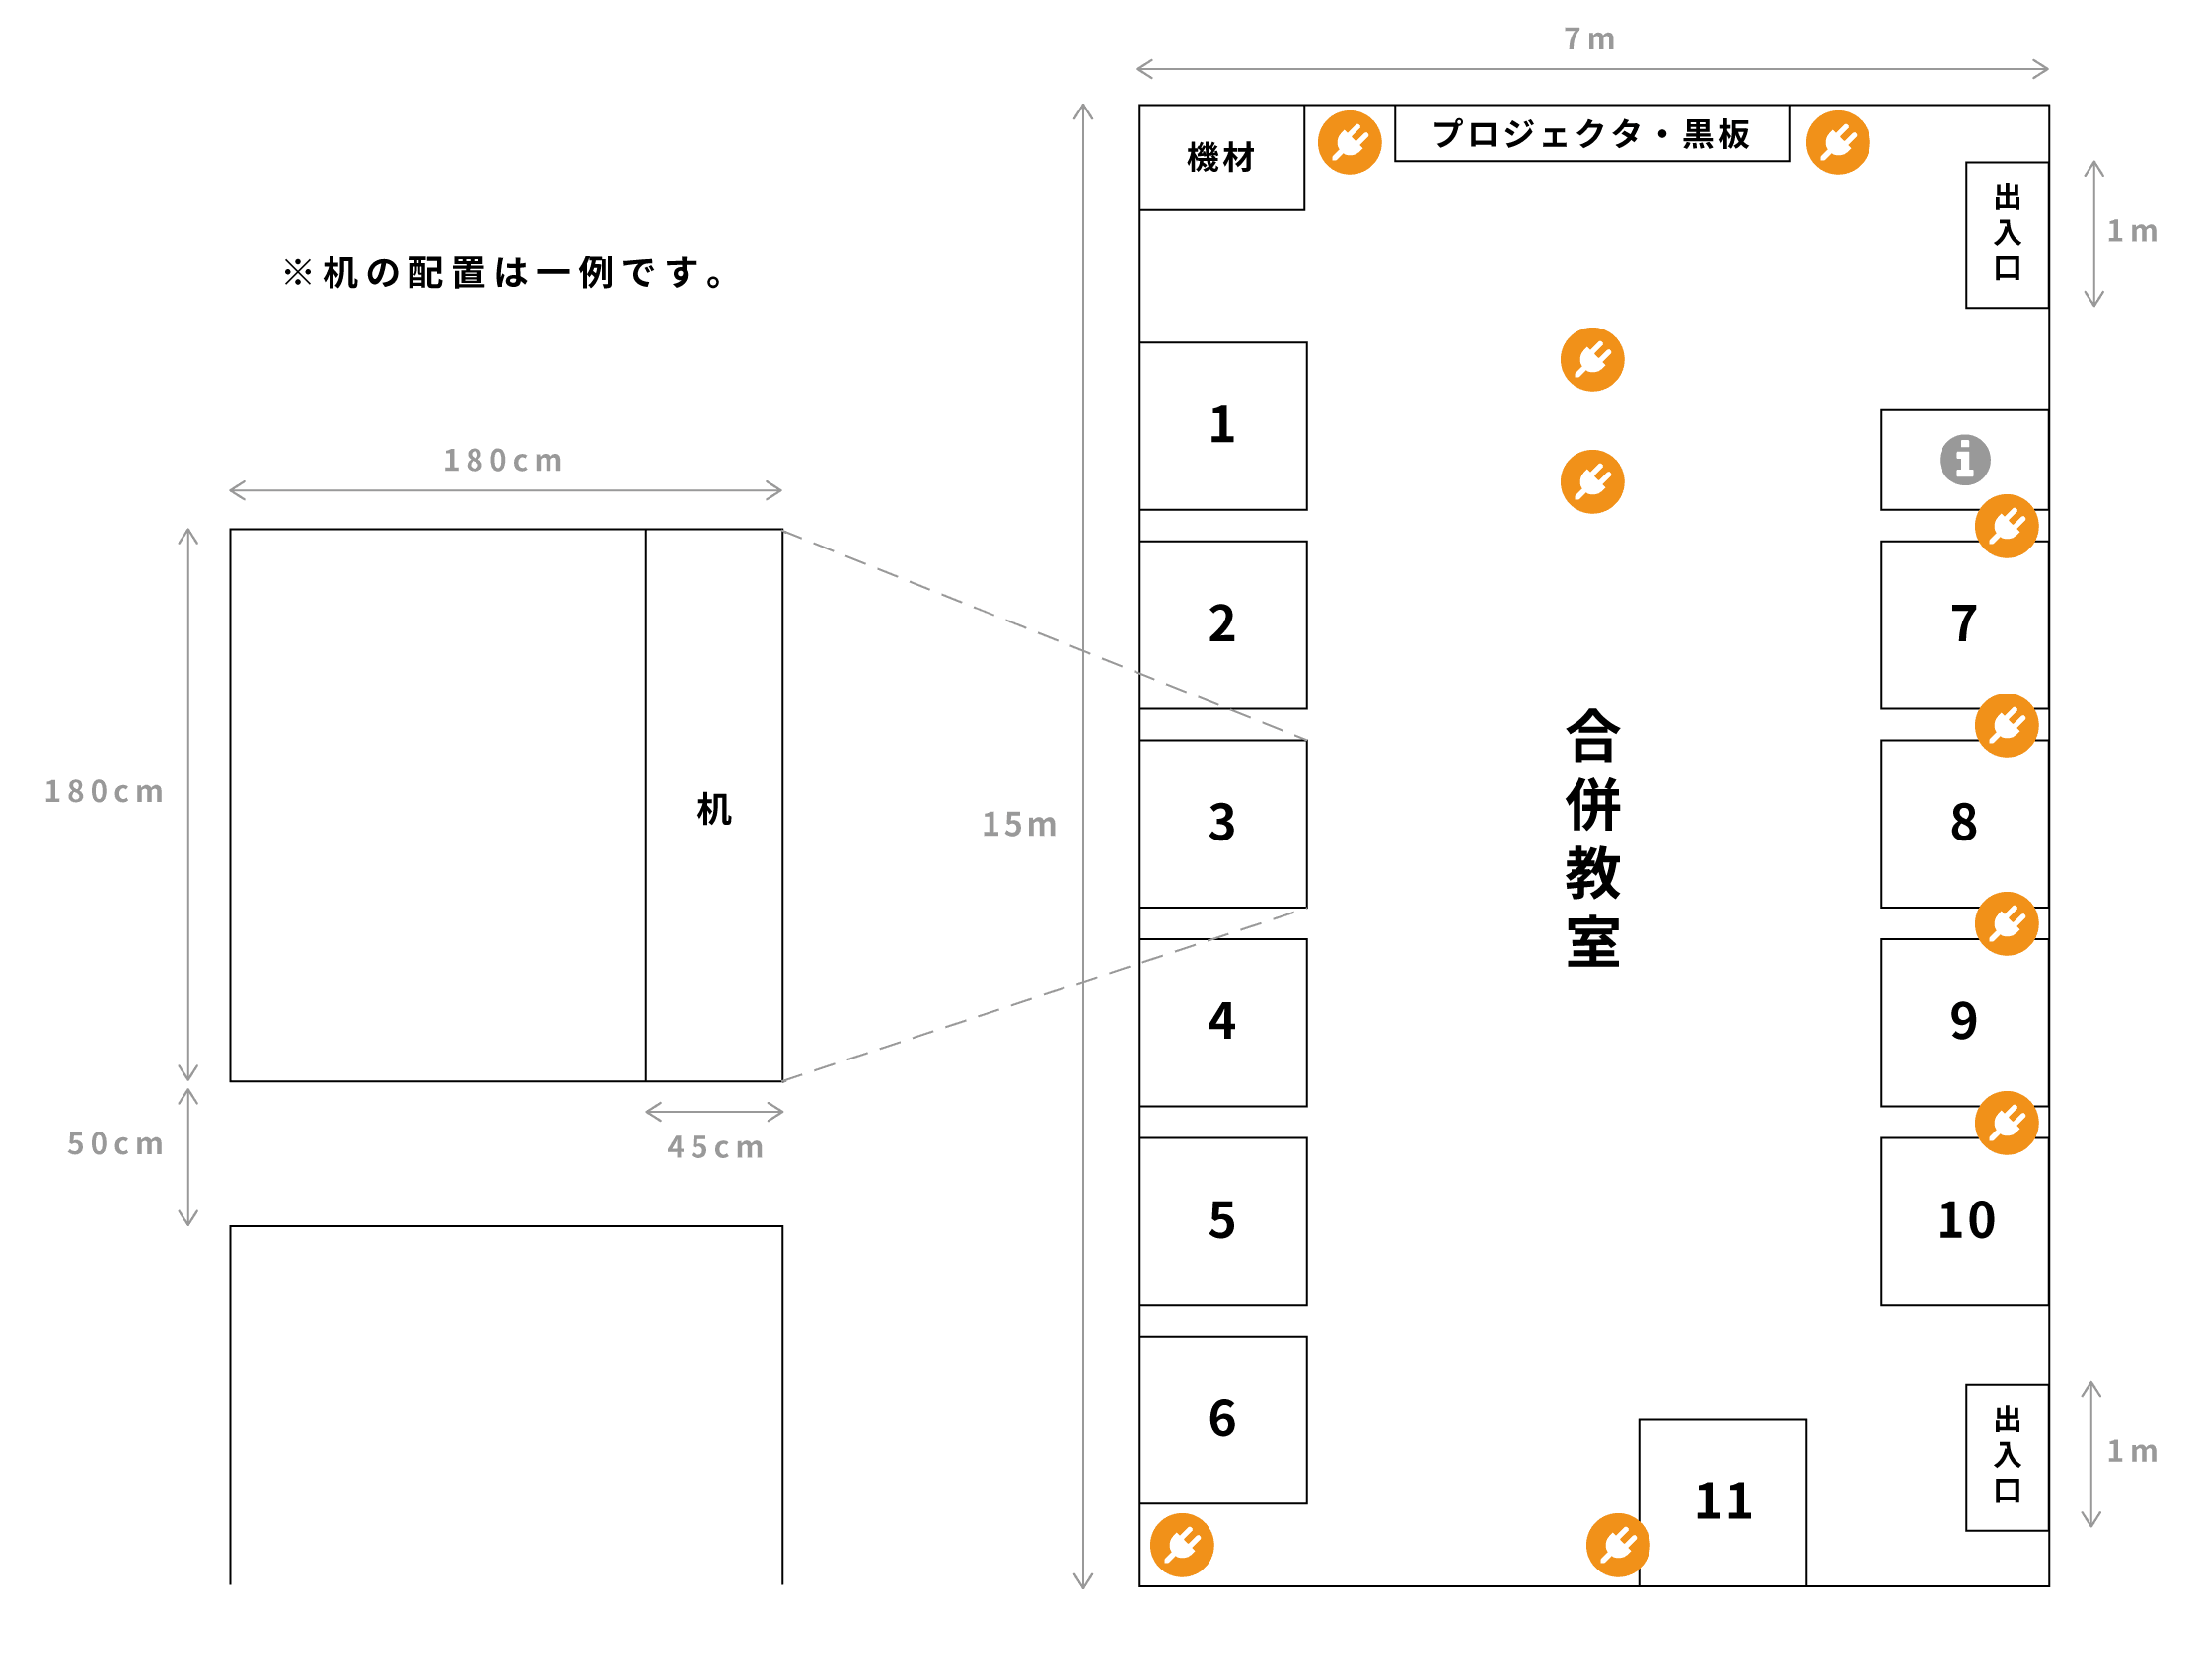 ※机の配置は一例です。
180cm
180cm
机
50cm
45cm
7m
15m
機材
プロジェクタ・黒板
出入口
1m
1
i
2
7
合併教室
3
8
4
9
5
10
6
11
出入口
1m